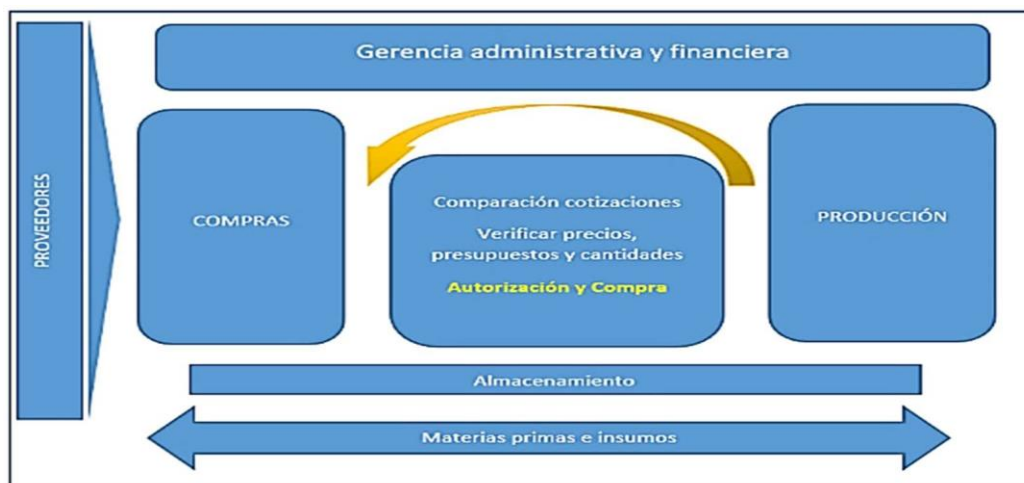 Gerencia administrativa y financiera
PROVEEDORES
COMPRAS
Comparación cotizaciones
Verificar precios,
presupuestos y cantidades
Autorización y Compra
PRODUCCIÓN
Almacenamiento
Materias primas e insumos